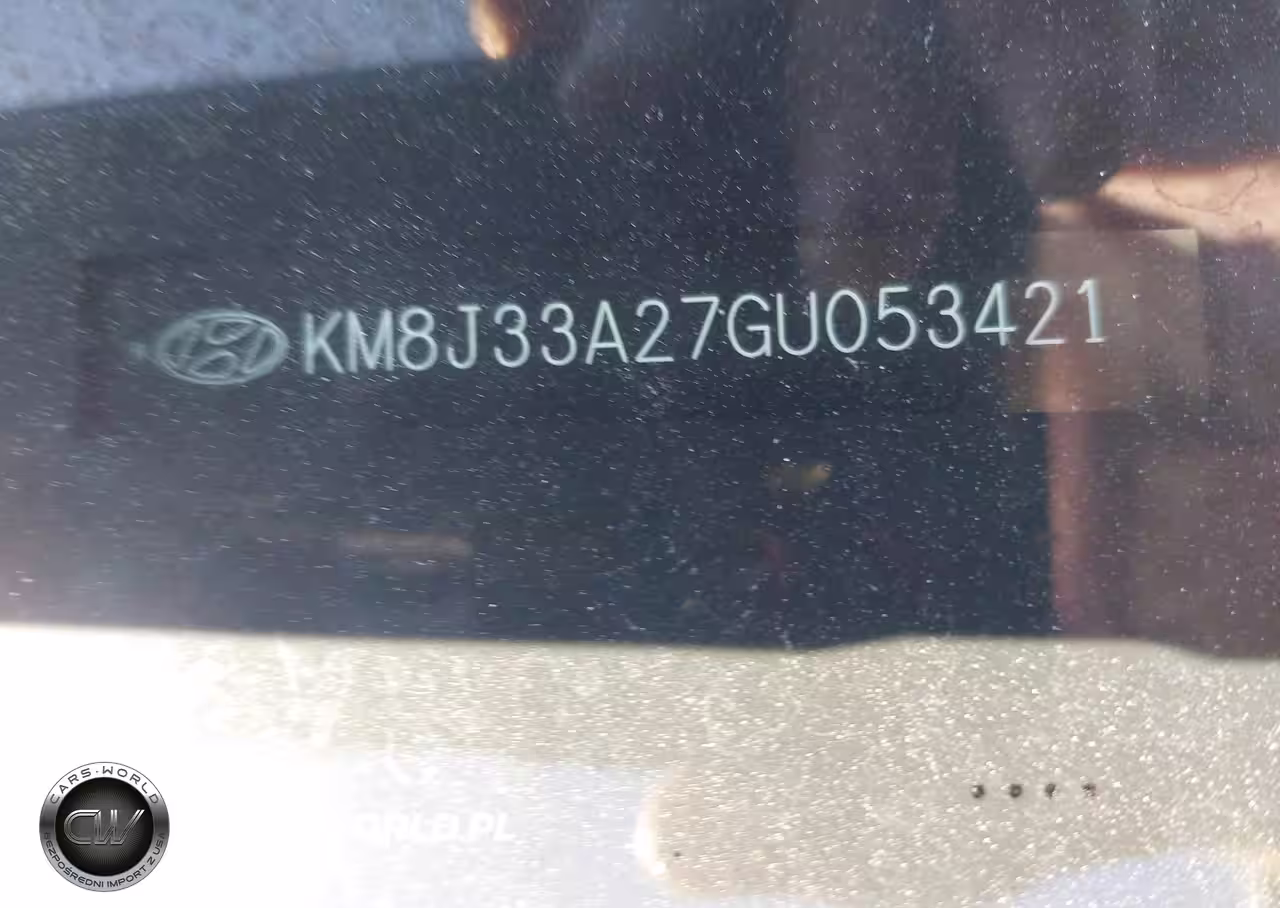 KM8J33A27GU053421
CARS-WORLD
CW
BEZPOŚREDNI IMPORT Z USA